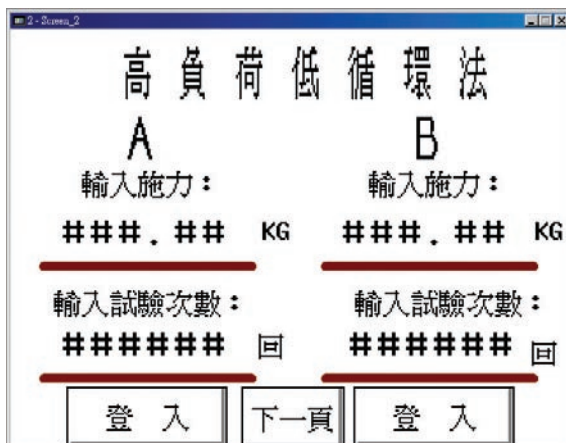 2 - Screen_2
高負荷低循環法
A B
輸入施力： 輸入施力：
###.## KG ###.## KG
輸入試驗次數： 輸入試驗次數：
###### 回 ###### 回
登 入 下一頁 登 入